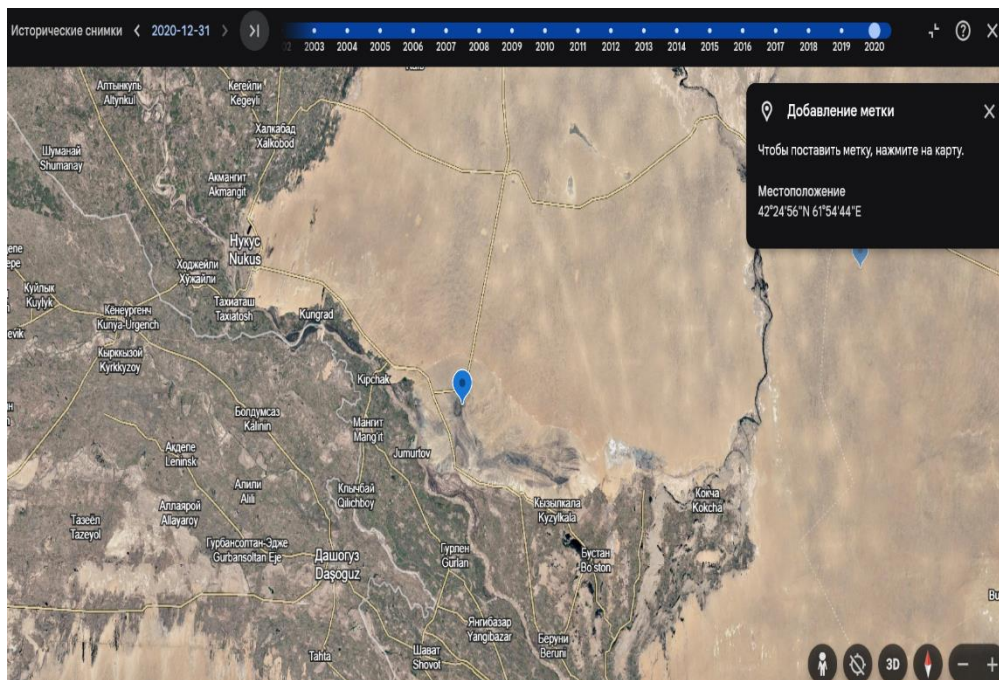 Исторические снимки
2020-12-31
02 2003 2004 2005 2006 2007 2008 2009 2010 2011 2012 2013 2014 2015 2016 2017 2018 2019 2020
Добавление метки
Чтобы поставить метку, нажмите на карту.
Местоположение
42°24'56"N 61°54'44"E
Алтынкуль
Altynkul
Кегейли
Kegeyli
Халкабад
Xalkobod
Шуманай
Shumanay
Акмангит
Akmangit
Нукус
Nukus
Ходжейли
Хўжайли
Куйлык
Kuylyk
Тахиаташ
Taxiatosh
Кёнеургенч
Kunya-Urgench
Kungrad
Кырккызой
Kyrkkyzoy
Kipchak
Болдумсаз
Kalinin
Мангит
Mang'it
Акдепе
Leninsk
Jumurtov
Алили
Alili
Клычбай
Qilichboy
Аллаярой
Allayaroy
Тазеёл
Tazeyol
Кызылкала
Kyzylkala
Кокча
Kokcha
Гурбансолтан-Эдже
Gurbansoltan Eje
Дашогуз
Daşoguz
Гурлен
Gurlan
Бустан
Bo'ston
Янгибазар
Yangibazar
Беруни
Beruni
Шават
Shovot
Tahta
3D